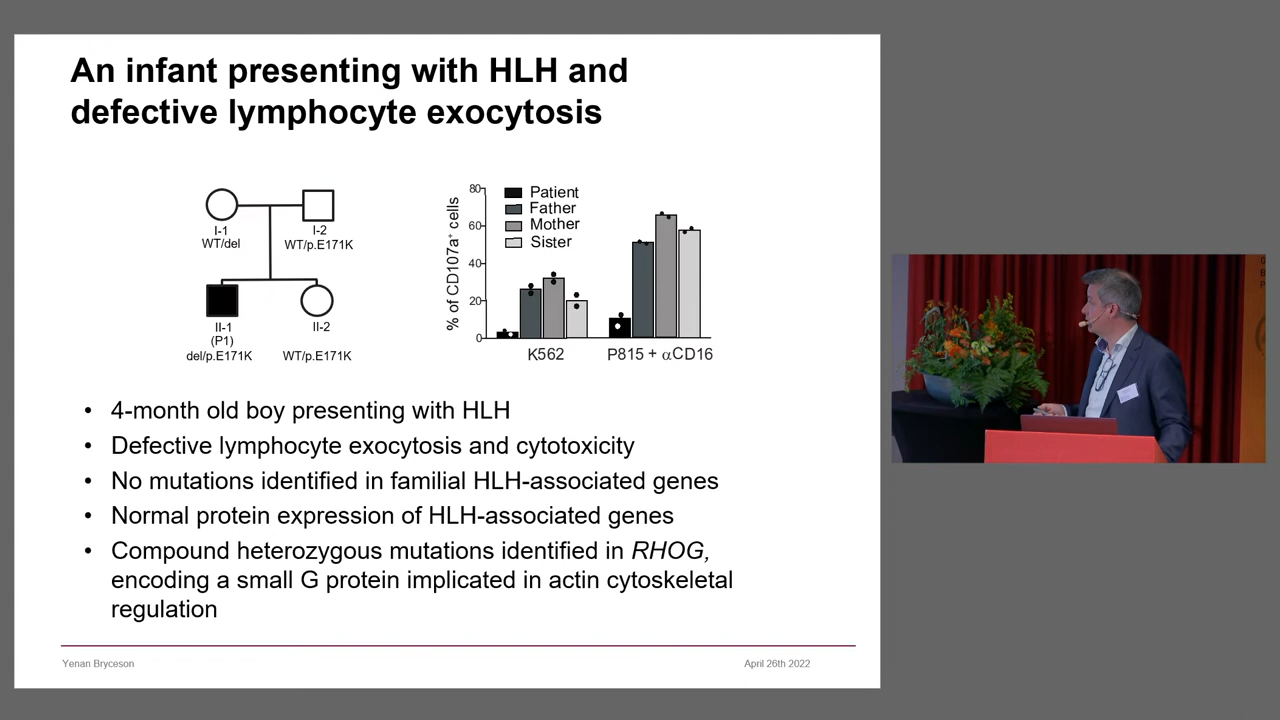 An infant presenting with HLH and
defective lymphocyte exocytosis
I-1
WT/del
I-2
WT/p.E171K
II-1
(P1)
del/p.E171K
II-2
WT/p.E171K
% of CD107a⁺ cells
80
60
40
20
0
Patient
Father
Mother
Sister
K562
P815 + αCD16
• 4-month old boy presenting with HLH
• Defective lymphocyte exocytosis and cytotoxicity
• No mutations identified in familial HLH-associated genes
• Normal protein expression of HLH-associated genes
• Compound heterozygous mutations identified in RHOG,
encoding a small G protein implicated in actin cytoskeletal
regulation
Yenan Bryceson
April 26th 2022